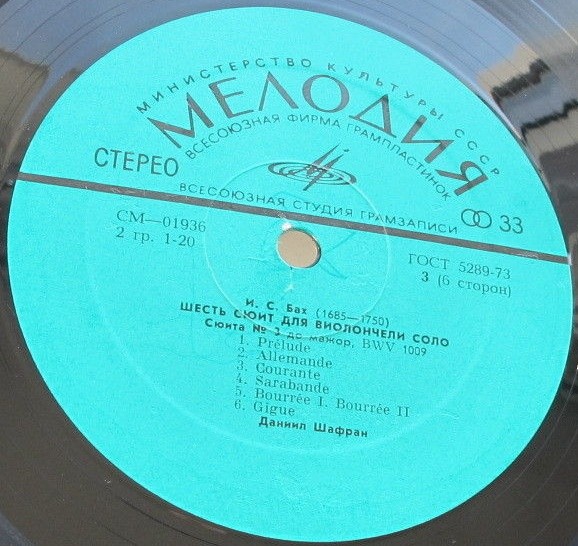 МИНИСТЕРСТВО КУЛЬТУРЫ СССР
МЕЛОДИЯ
ВСЕСОЮЗНАЯ ФИРМА ГРАМПЛАСТИНОК
СТЕРЕО
ВСЕСОЮЗНАЯ СТУДИЯ ГРАМЗАПИСИ
33
СМ—01936
2 гр. 1-20
ГОСТ 5289-73
3 (6 сторон)
И. С. Бах (1685—1750)
ШЕСТЬ СЮИТ ДЛЯ ВИОЛОНЧЕЛИ СОЛО
Сюита № 3 до мажор, BWV 1009
1. Prélude
2. Allemande
3. Courante
4. Sarabande
5. Bourrée I. Bourrée II
6. Gigue
Даниил Шафран